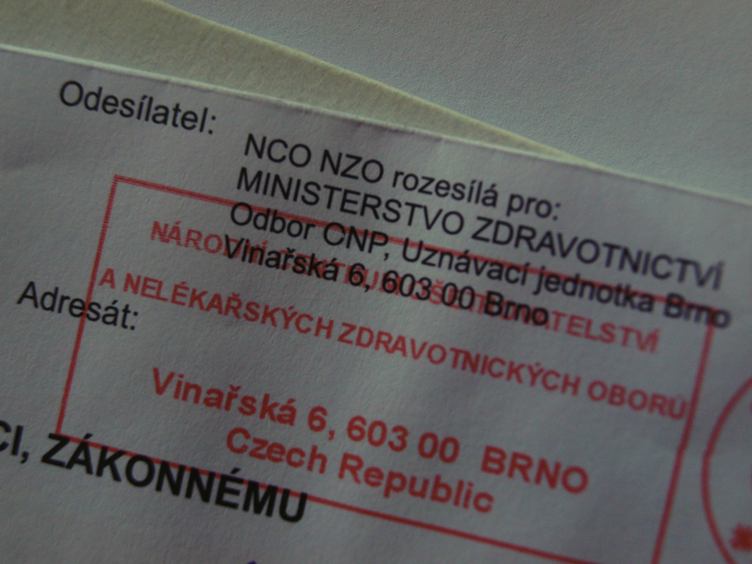 Odesílatel:
NCO NZO rozesílá pro:
MINISTERSTVO ZDRAVOTNICTVÍ
Odbor CNP, Uznávací jednotka Brno
Vinařská 6, 603 00 Brno
Adresát:
A NELÉKAŘSKÝCH ZDRAVOTNICKÝCH OBORŮ
Vinařská 6, 603 00 BRNO
Czech Republic
CI, ZÁKONNÉMU